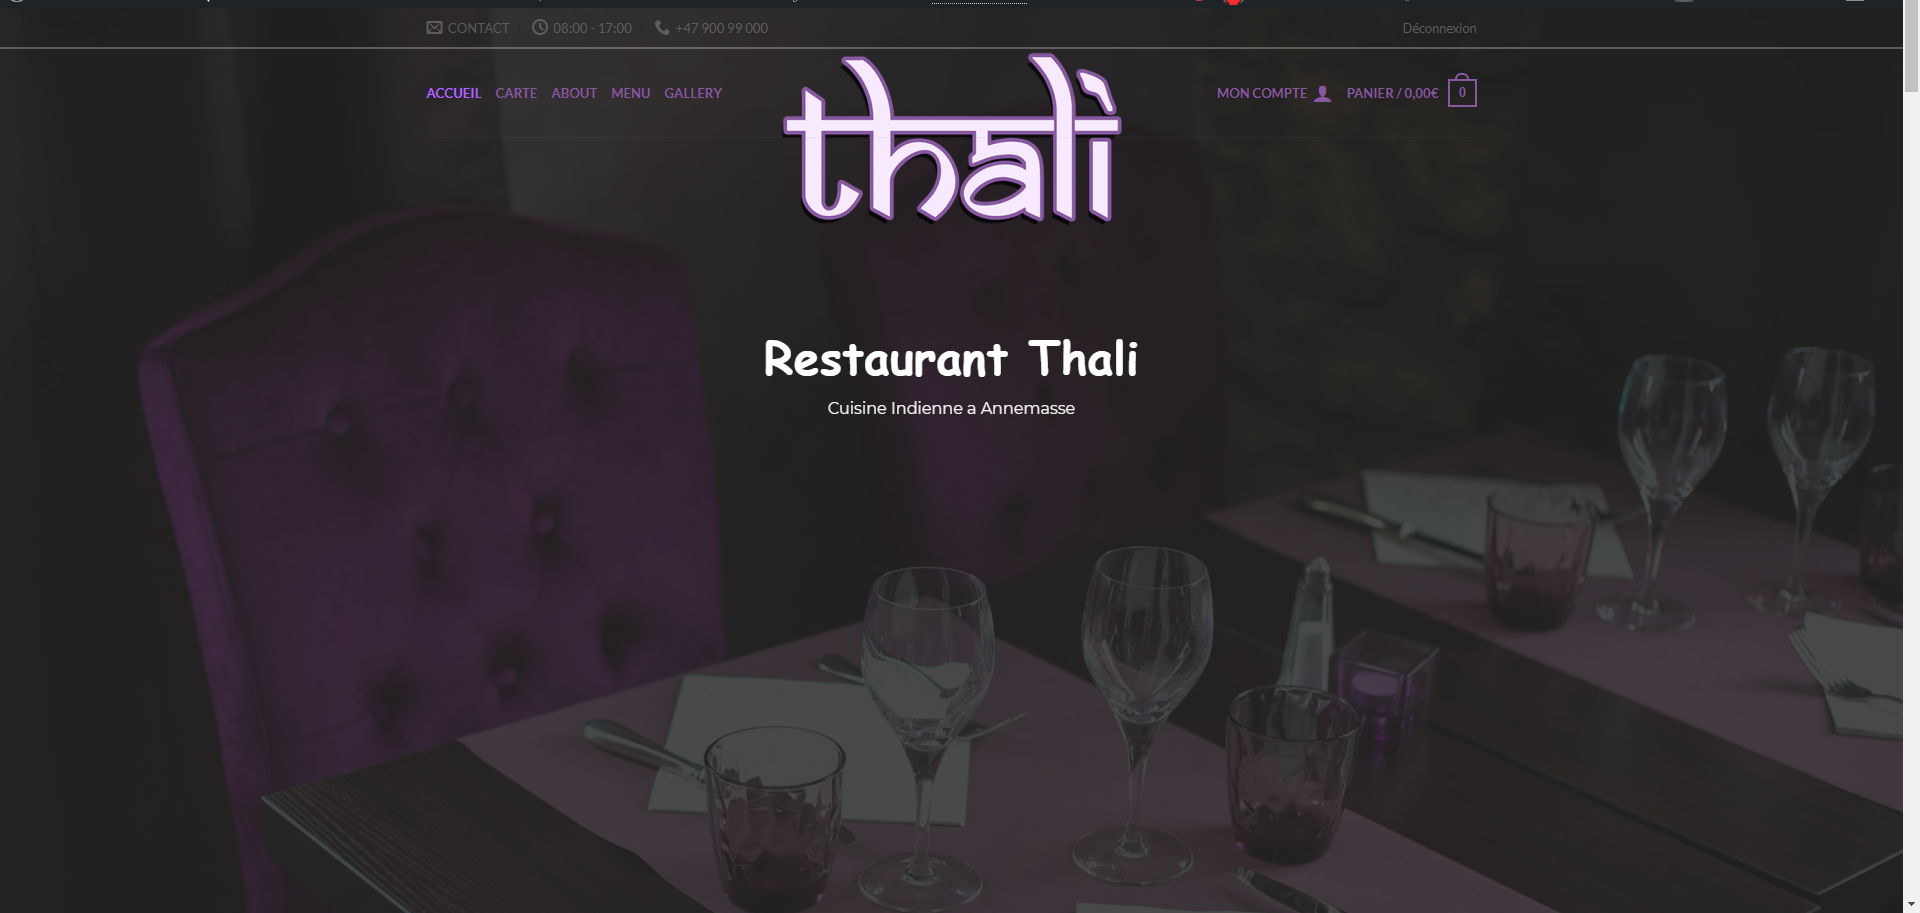 CONTACT 08:00 - 17:00 +47 900 99 000 Déconnexion
ACCUEIL CARTE ABOUT MENU GALLERY MON COMPTE PANIER / 0,00€ 0
thali
Restaurant Thali
Cuisine Indienne a Annemasse